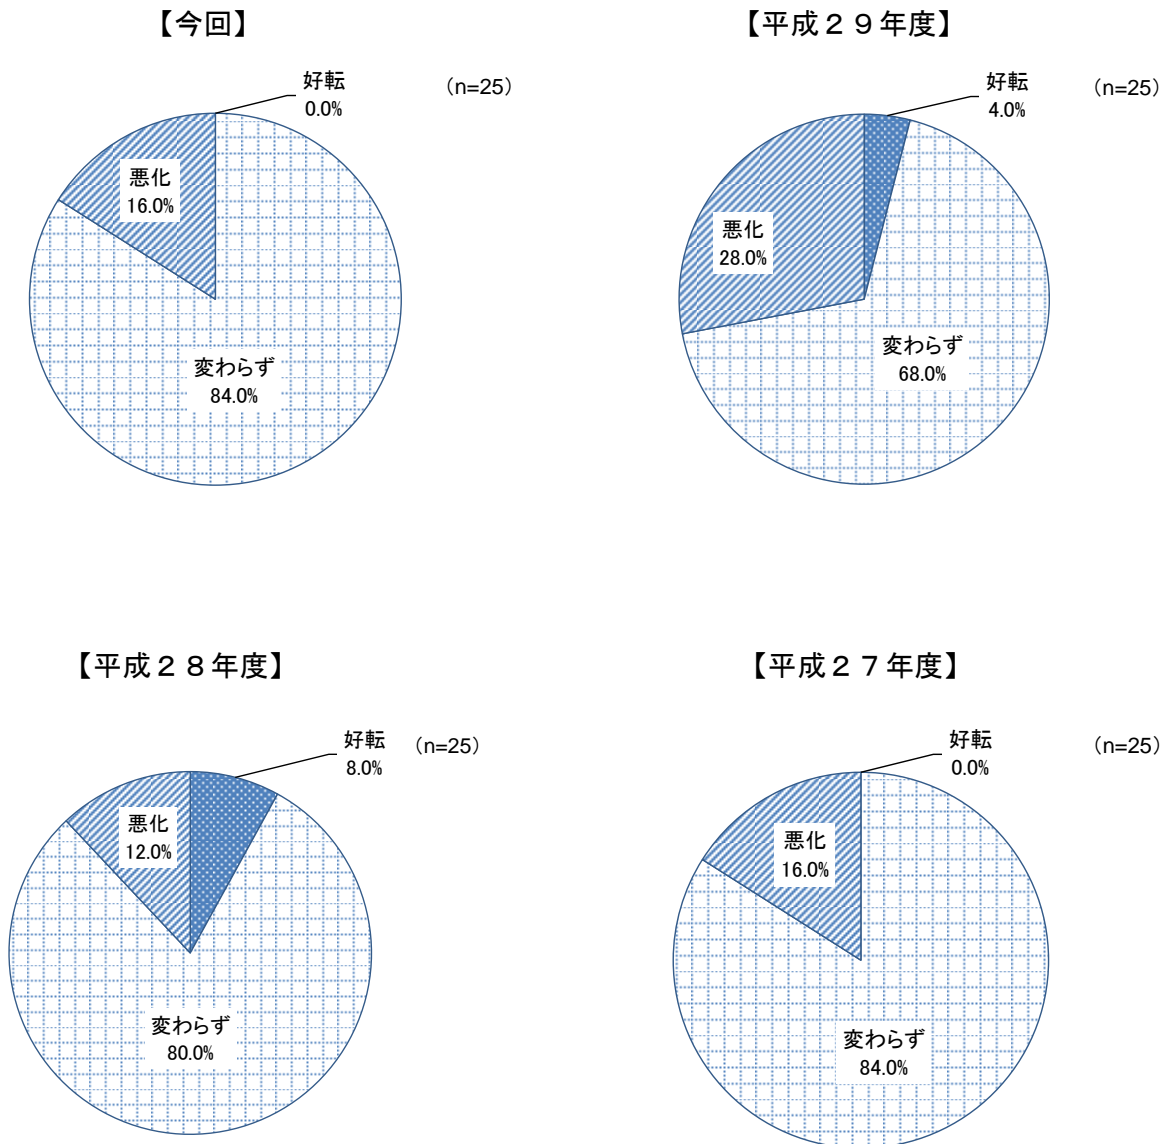 【今回】
好転
0.0%
（n=25）
悪化
16.0%
変わらず
84.0%
【平成２９年度】
好転
4.0%
（n=25）
悪化
28.0%
変わらず
68.0%
【平成２８年度】
好転
8.0%
（n=25）
悪化
12.0%
変わらず
80.0%
【平成２７年度】
好転
0.0%
（n=25）
悪化
16.0%
変わらず
84.0%